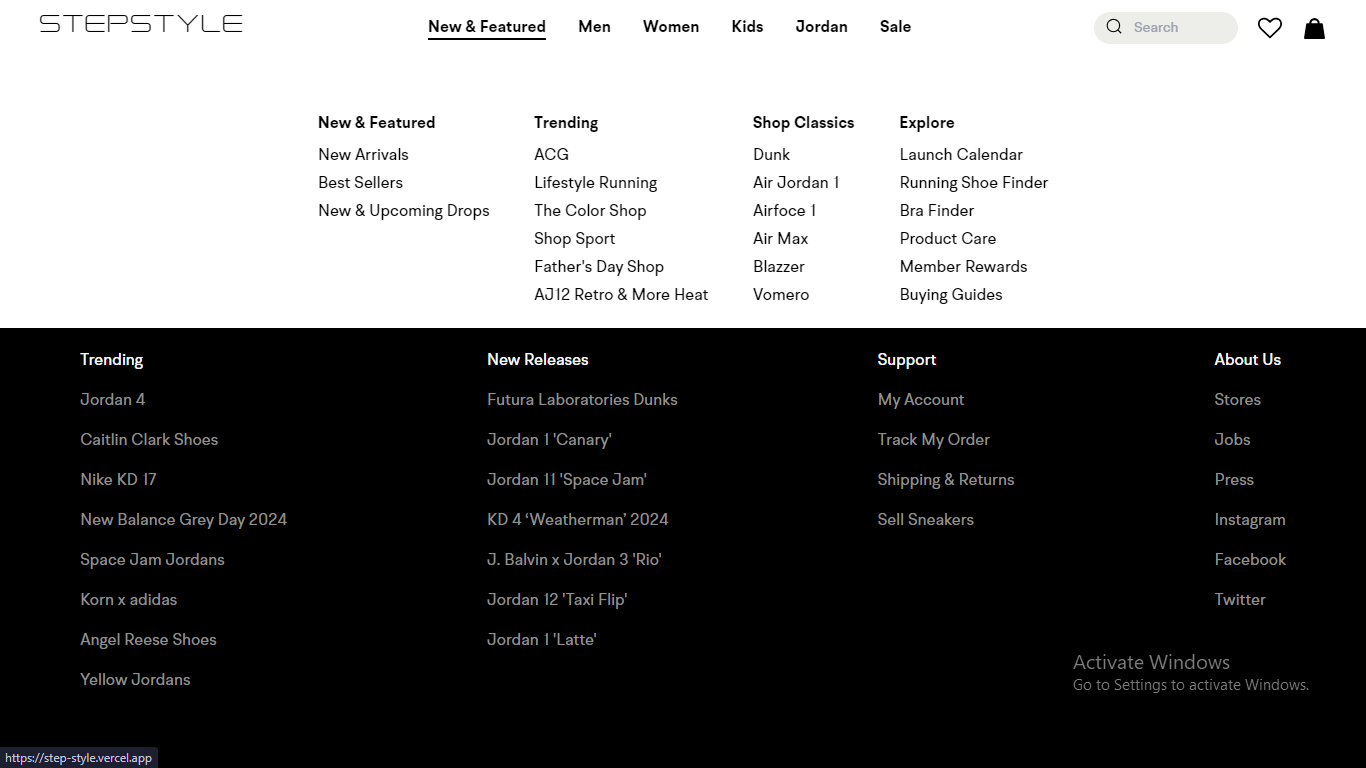 STEPSTYLE
New & Featured Men Women Kids Jordan Sale
Search
New & Featured
New Arrivals
Best Sellers
New & Upcoming Drops
Trending
ACG
Lifestyle Running
The Color Shop
Shop Sport
Father's Day Shop
AJ12 Retro & More Heat
Shop Classics
Dunk
Air Jordan 1
Airfoce 1
Air Max
Blazzer
Vomero
Explore
Launch Calendar
Running Shoe Finder
Bra Finder
Product Care
Member Rewards
Buying Guides
Trending
Jordan 4
Caitlin Clark Shoes
Nike KD 17
New Balance Grey Day 2024
Space Jam Jordans
Korn x adidas
Angel Reese Shoes
Yellow Jordans
New Releases
Futura Laboratories Dunks
Jordan 1 'Canary'
Jordan 11 'Space Jam'
KD 4 ‘Weatherman’ 2024
J. Balvin x Jordan 3 'Rio'
Jordan 12 'Taxi Flip'
Jordan 1 'Latte'
Support
My Account
Track My Order
Shipping & Returns
Sell Sneakers
About Us
Stores
Jobs
Press
Instagram
Facebook
Twitter
Activate Windows
Go to Settings to activate Windows.
https://step-style.vercel.app